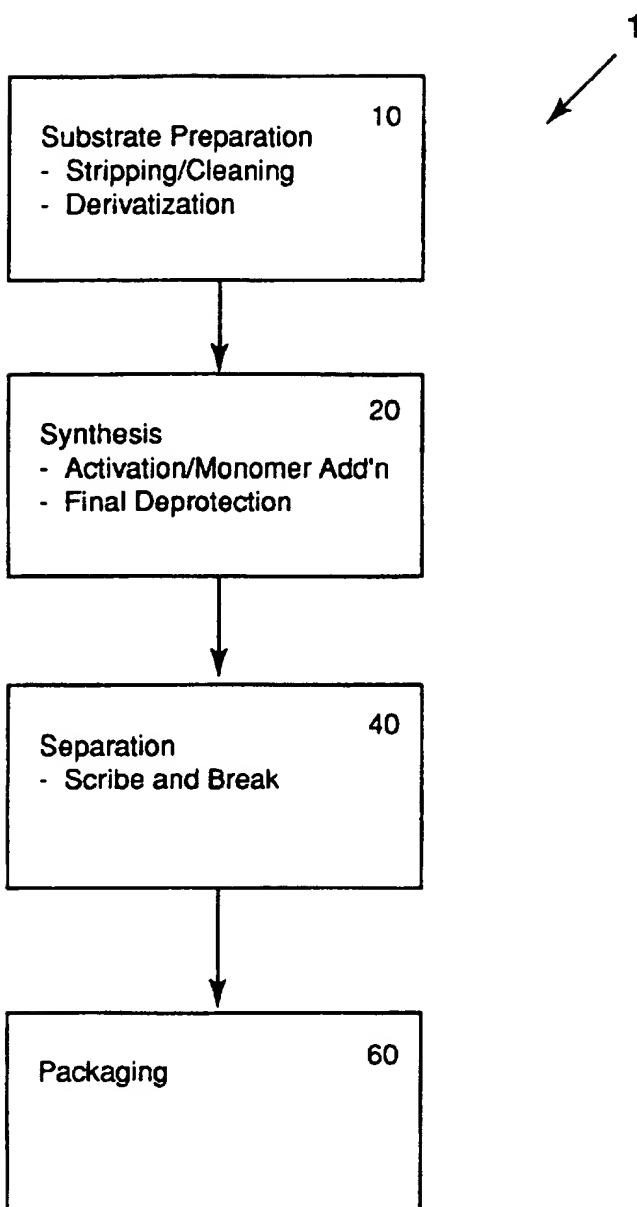 1
10
Substrate Preparation
- Stripping/Cleaning
- Derivatization
20
Synthesis
- Activation/Monomer Add'n
- Final Deprotection
40
Separation
- Scribe and Break
60
Packaging